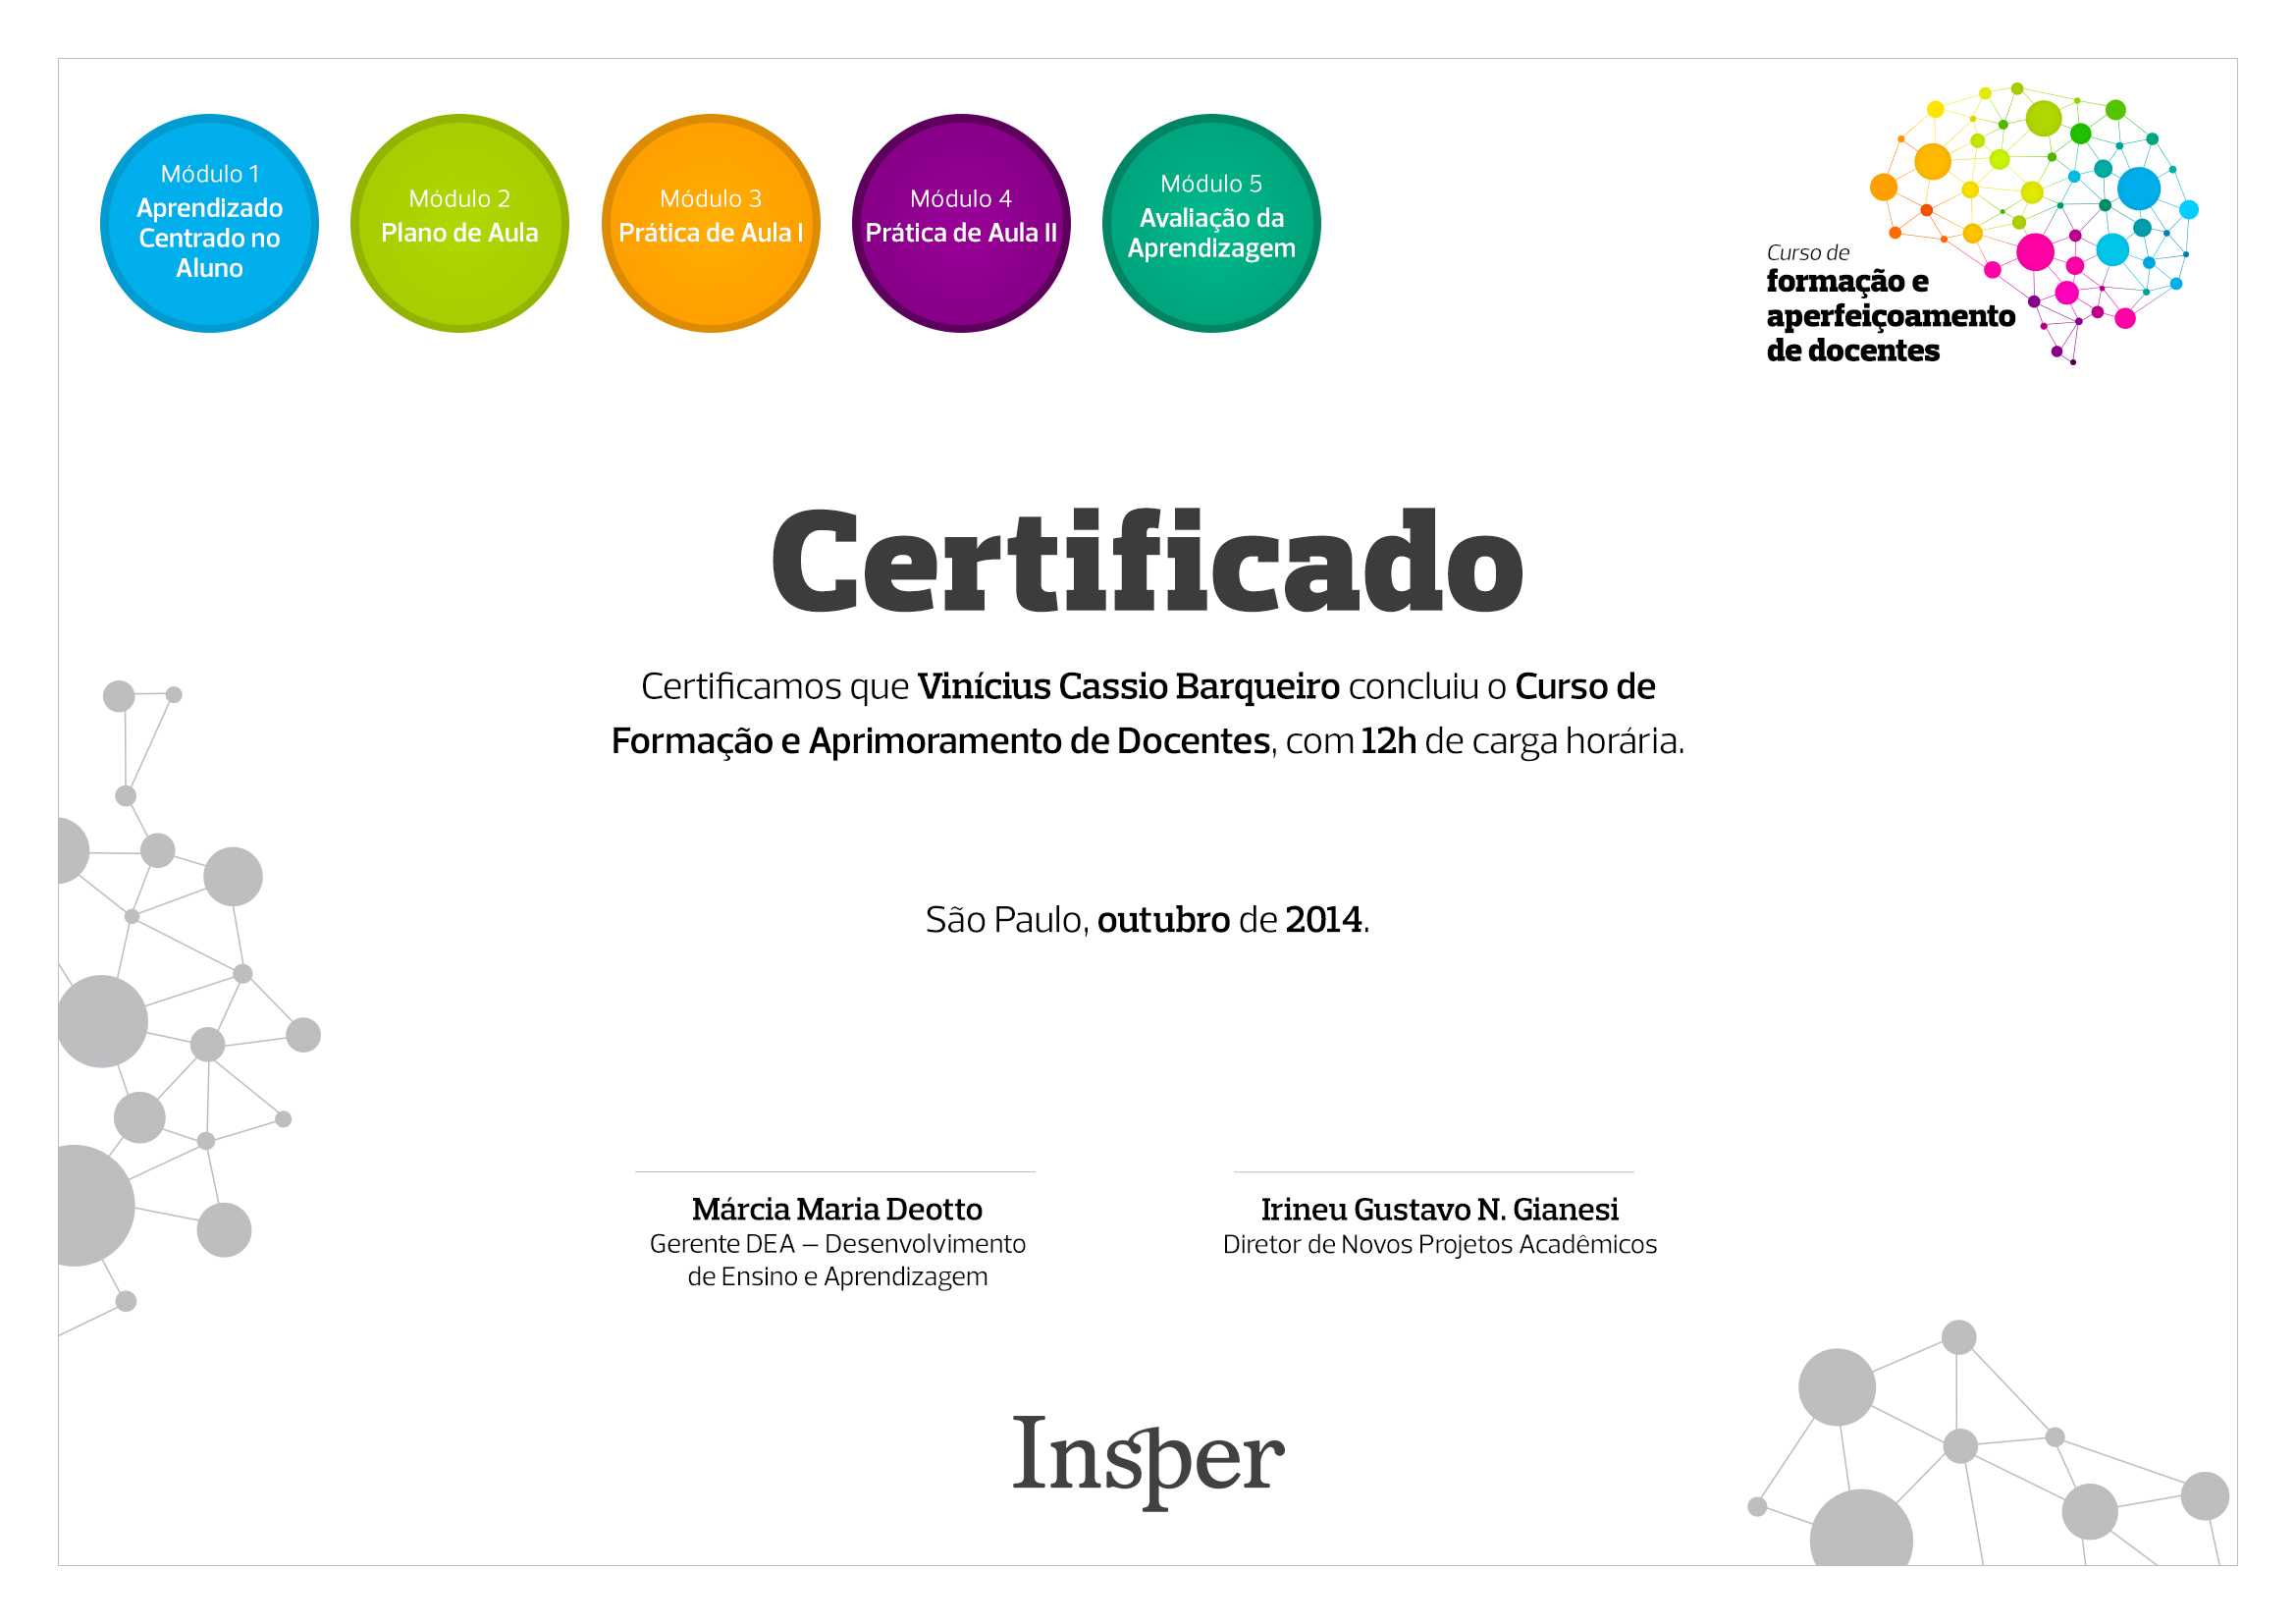 Módulo 1
Aprendizado
Centrado no
Aluno
Módulo 2
Plano de Aula
Módulo 3
Prática de Aula I
Módulo 4
Prática de Aula II
Módulo 5
Avaliação da
Aprendizagem
Curso de
formação e
aperfeiçoamento
de docentes
Certificado
Certificamos que Vinícius Cassio Barqueiro concluiu o Curso de
Formação e Aprimoramento de Docentes, com 12h de carga horária.
São Paulo, outubro de 2014.
Márcia Maria Deotto
Gerente DEA – Desenvolvimento
de Ensino e Aprendizagem
Irineu Gustavo N. Gianesi
Diretor de Novos Projetos Acadêmicos
Insper